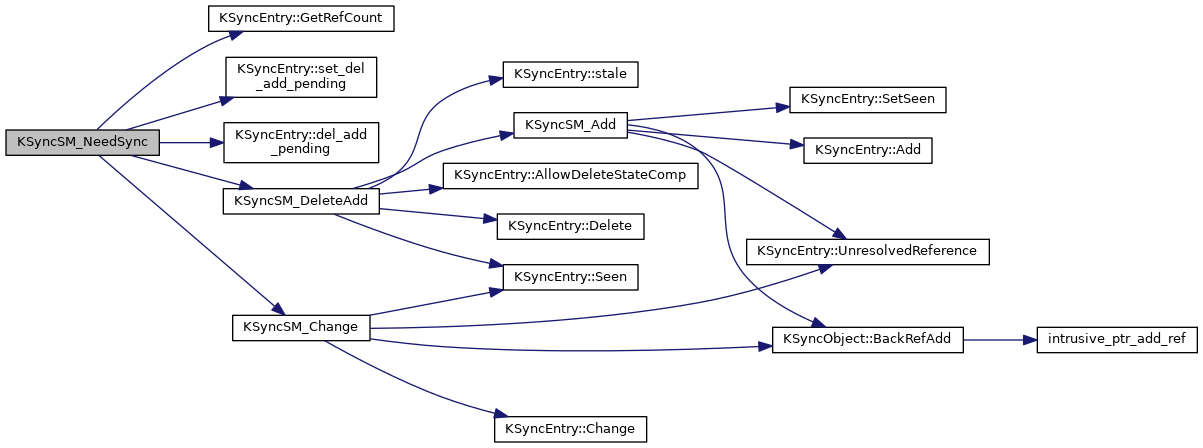 KSyncSM_NeedSync
KSyncEntry::GetRefCount
KSyncEntry::set_del
_add_pending
KSyncEntry::del_add
_pending
KSyncSM_DeleteAdd
KSyncSM_Change
KSyncEntry::stale
KSyncSM_Add
KSyncEntry::AllowDeleteStateComp
KSyncEntry::Delete
KSyncEntry::Seen
KSyncEntry::Change
KSyncEntry::SetSeen
KSyncEntry::Add
KSyncEntry::UnresolvedReference
KSyncObject::BackRefAdd
intrusive_ptr_add_ref